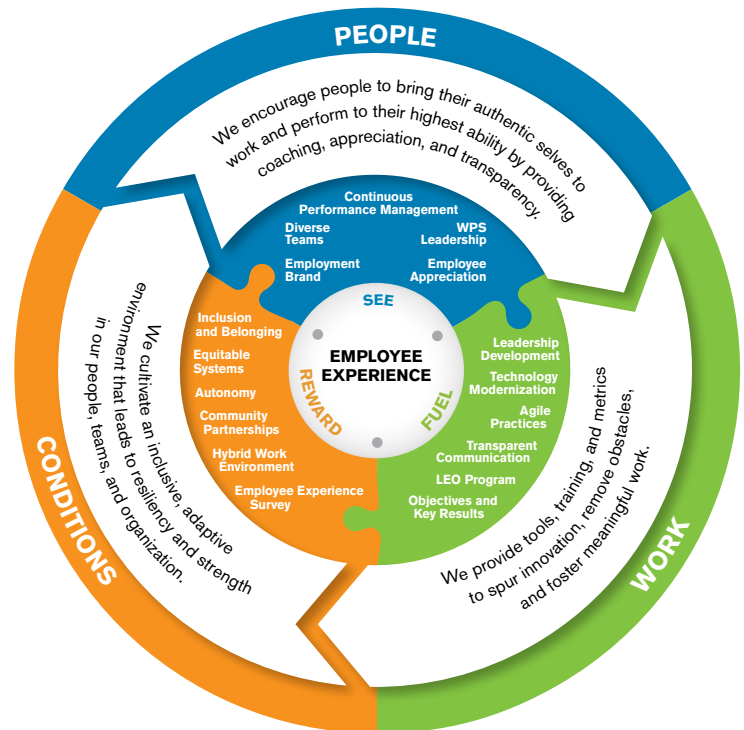 PEOPLE
We encourage people to bring their authentic selves to
work and perform to their highest ability by providing
coaching, appreciation, and transparency.
Continuous
Performance Management
Diverse
Teams
WPS
Leadership
Employment
Brand
Employee
Appreciation
SEE
EMPLOYEE
EXPERIENCE
FUEL
REWARD
Leadership
Development
Technology
Modernization
Agile
Practices
Transparent
Communication
LEO Program
Objectives and
Key Results
WORK
We provide tools, training, and metrics
to spur innovation, remove obstacles,
and foster meaningful work.
Inclusion
and Belonging
Equitable
Systems
Autonomy
Community
Partnerships
Hybrid Work
Environment
Employee Experience
Survey
CONDITIONS
We cultivate an inclusive, adaptive
environment that leads to resiliency and strength
in our people, teams, and organization.